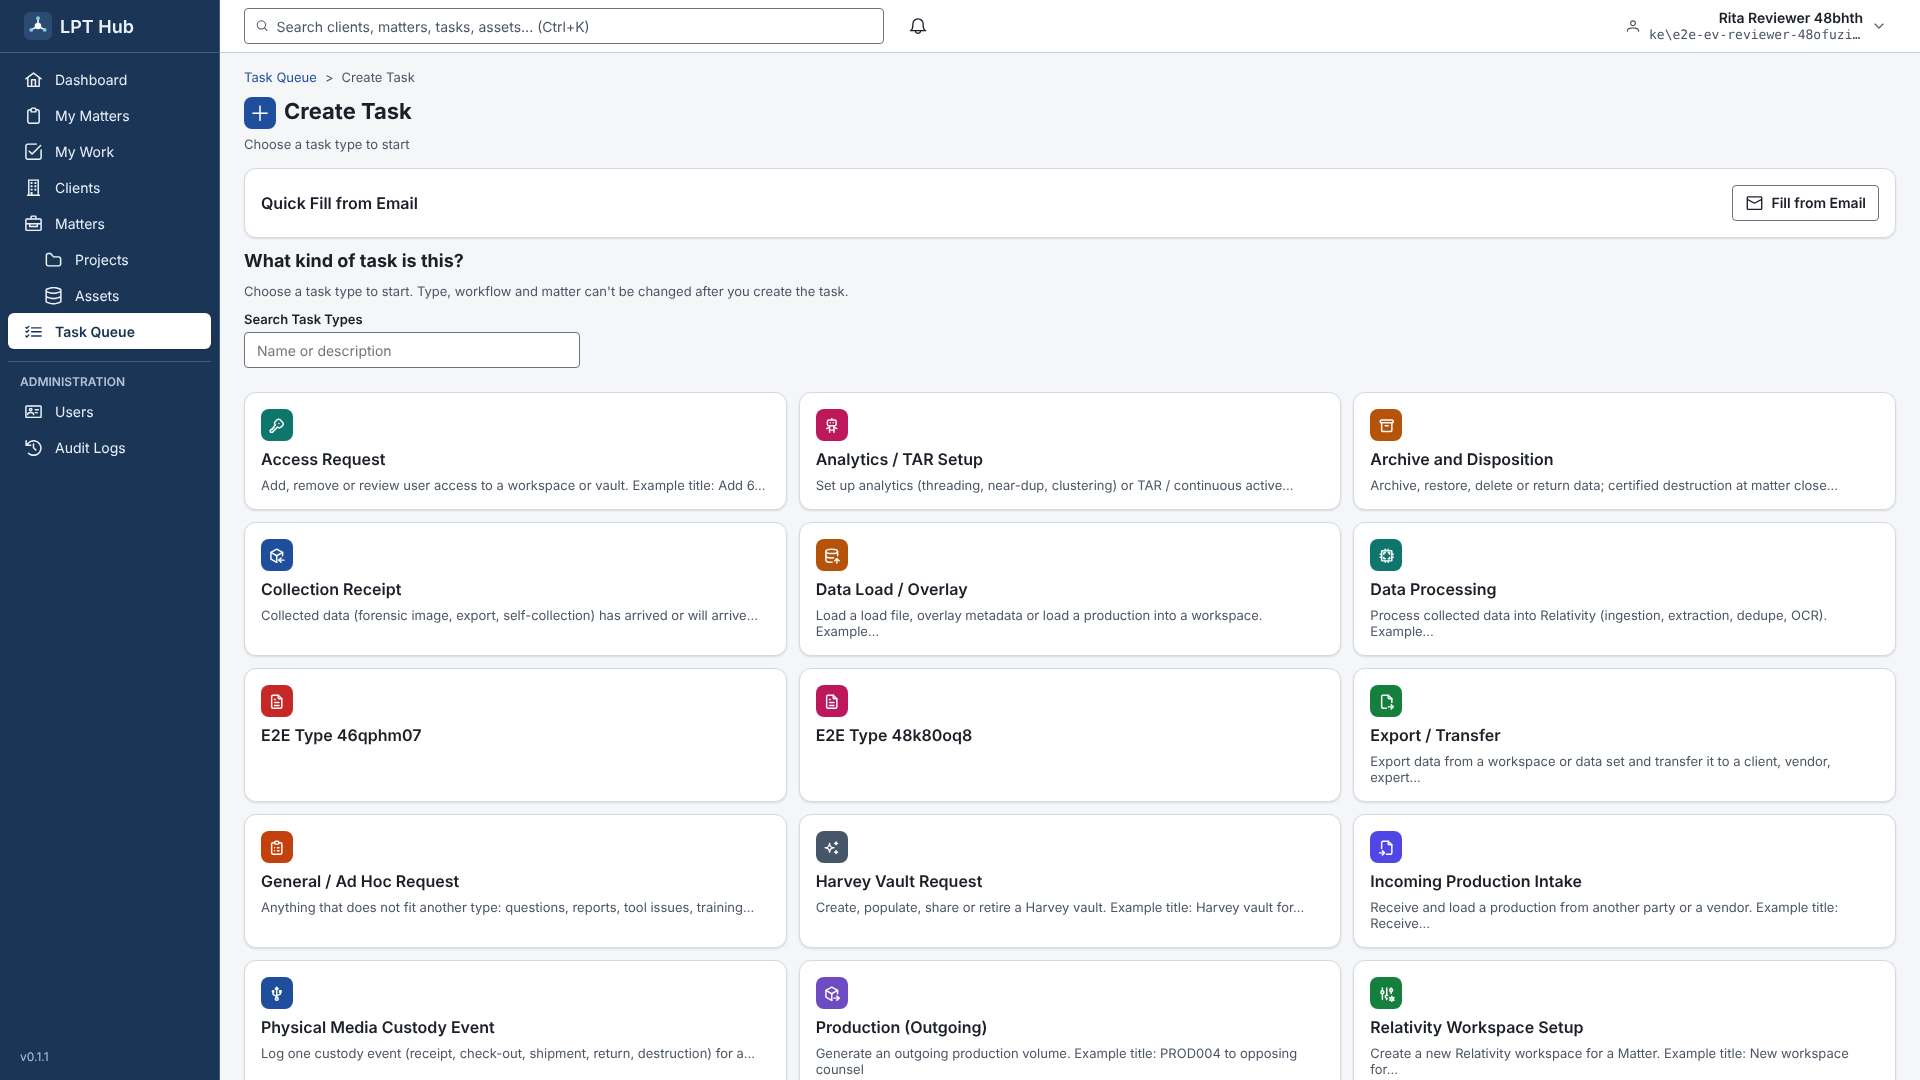 LPT Hub
Search clients, matters, tasks, assets... (Ctrl+K)
Rita Reviewer 48bhth
ke\e2e-ev-reviewer-48ofuzi...
Dashboard
My Matters
My Work
Clients
Matters
Projects
Assets
Task Queue
ADMINISTRATION
Users
Audit Logs
v0.1.1
Task Queue > Create Task
Create Task
Choose a task type to start
Quick Fill from Email
Fill from Email
What kind of task is this?
Choose a task type to start. Type, workflow and matter can't be changed after you create the task.
Search Task Types
Name or description
Access Request
Add, remove or review user access to a workspace or vault. Example title: Add 6...
Analytics / TAR Setup
Set up analytics (threading, near-dup, clustering) or TAR / continuous active...
Archive and Disposition
Archive, restore, delete or return data; certified destruction at matter close...
Collection Receipt
Collected data (forensic image, export, self-collection) has arrived or will arrive...
Data Load / Overlay
Load a load file, overlay metadata or load a production into a workspace.
Example...
Data Processing
Process collected data into Relativity (ingestion, extraction, dedupe, OCR).
Example...
E2E Type 46qphm07
E2E Type 48k80oq8
Export / Transfer
Export data from a workspace or data set and transfer it to a client, vendor,
expert...
General / Ad Hoc Request
Anything that does not fit another type: questions, reports, tool issues, training...
Harvey Vault Request
Create, populate, share or retire a Harvey vault. Example title: Harvey vault for...
Incoming Production Intake
Receive and load a production from another party or a vendor. Example title:
Receive...
Physical Media Custody Event
Log one custody event (receipt, check-out, shipment, return, destruction) for a...
Production (Outgoing)
Generate an outgoing production volume. Example title: PROD004 to opposing
counsel
Relativity Workspace Setup
Create a new Relativity workspace for a Matter. Example title: New workspace
for...